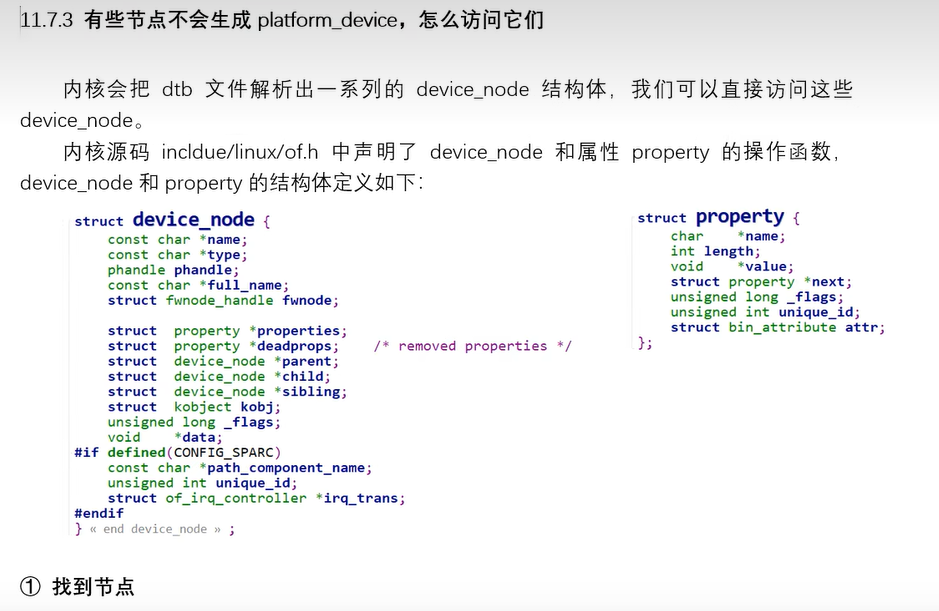 11.7.3 有些节点不会生成 platform_device，怎么访问它们
内核会把 dtb 文件解析出一系列的 device_node 结构体，我们可以直接访问这些
device_node。
内核源码 incldue/linux/of.h 中声明了 device_node 和属性 property 的操作函数，
device_node 和 property 的结构体定义如下：
struct device_node {
const char *name;
const char *type;
phandle phandle;
const char *full_name;
struct fwnode_handle fwnode;
struct property *properties;
struct property *deadprops; /* removed properties */
struct device_node *parent;
struct device_node *child;
struct device_node *sibling;
struct kobject kobj;
unsigned long _flags;
void *data;
#if defined(CONFIG_SPARC)
const char *path_component_name;
unsigned int unique_id;
struct of_irq_controller *irq_trans;
#endif
} « end device_node » ;
struct property {
char *name;
int length;
void *value;
struct property *next;
unsigned long _flags;
unsigned int unique_id;
struct bin_attribute attr;
};
① 找到节点